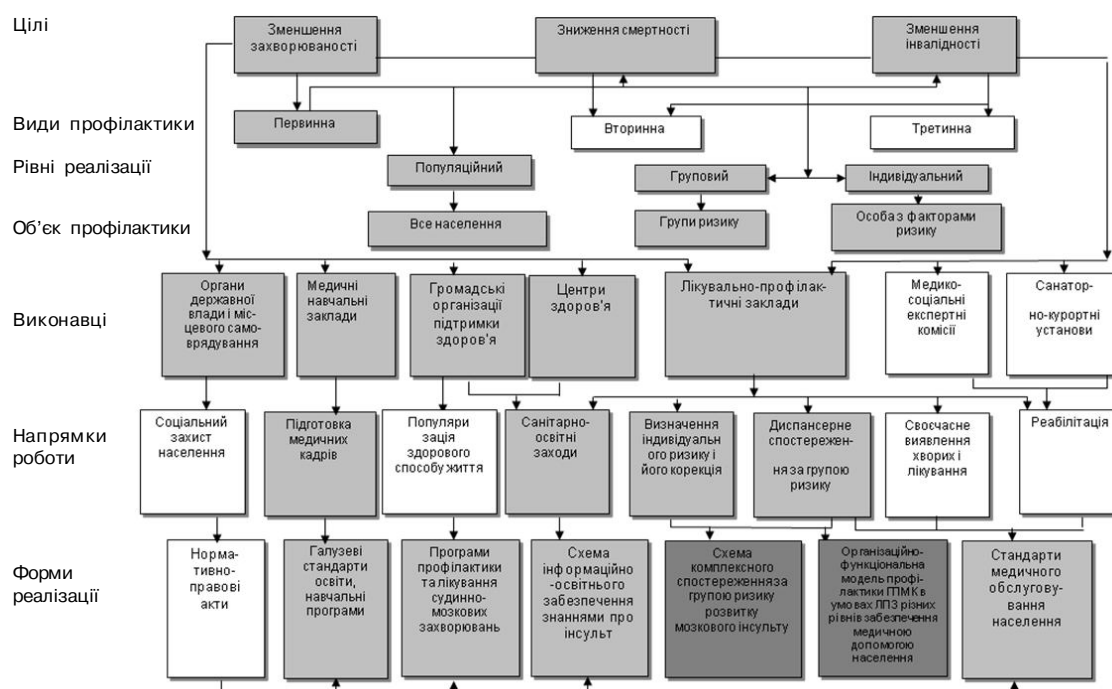 Цілі
Зменшення
захворюваності
Зниження смертності
Зменшення
інвалідності
Види профілактики
Первинна
Вторинна
Третинна
Рівні реалізації
Популяційний
Груповий
Індивідуальний
Об’єк профілактики
Все населення
Групи ризику
Особа з факторами
ризику
Виконавці
Органи
державної
влади і міс-
цевого само-
врядування
Медичні
навчальні
заклади
Громадські
організації
підтримки
здоров'я
Центри
здоров'я
Лікувально-профілак-
тичні заклади
Медико-
соціальні
експертні
комісії
Санатор-
но-курортні
установи
Напрямки
роботи
Соціальний
захист
населення
Підготовка
медичних
кадрів
Популяри
зація
здорового
способу життя
Санітарно-
освітні
заходи
Визначення
індивідуальн
ого ризику і
його корекція
Диспансерне
спостережен-
ня за групою
ризику
Своєчасне
виявлення
хворих і
лікування
Реабілітація
Форми
реалізації
Норма-
тивно-
правові
акти
Галузеві
стандарти
освіти,
навчальні
програми
Програми
профілактики
та лікування
судинно-
мозкових
захворювань
Схема
інформаційно
-освітнього
забезпечення
знаннями про
інсульт
Схема
комплексного
спостереження за
групою ризику
розвитку
мозкового інсульту
Організаційно-
функціональна
модель профі-
лактики ГПМК в
умовах ЛПЗ різних
рівнів забезпечення
медичною
допомогою
населення
Стандарти
медичного
обслугову-
вання
населення